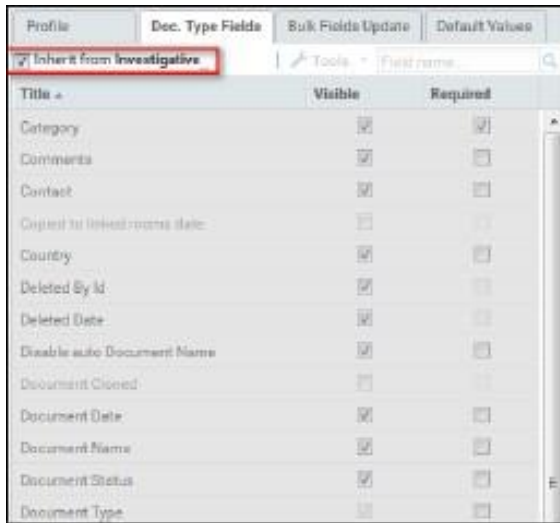 Profile Doc. Type Fields Bulk Fields Update Default Values
Inherit from Investigative Tools Field name
Title Visible Required
Category
Comments
Contact
Copied to linked rooms date
Country
Deleted By Id
Deleted Date
Disable auto Document Name
Document Cloned
Document Date
Document Name
Document Status
Document Type